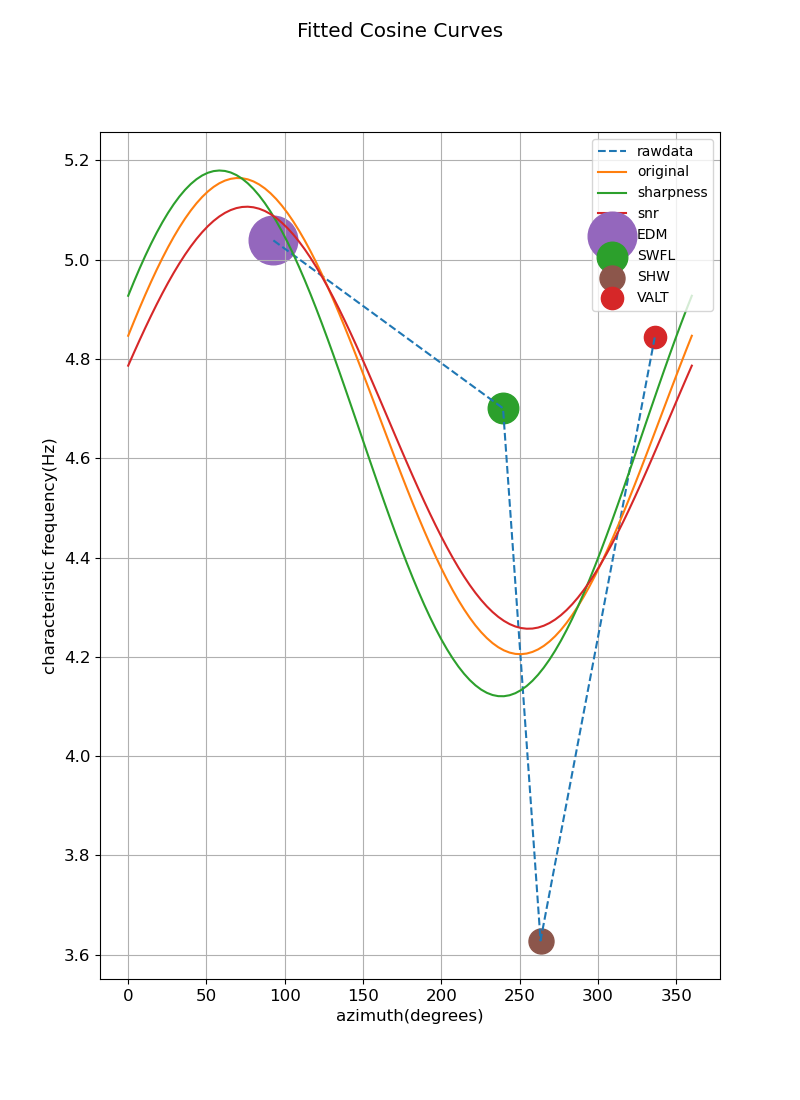 Fitted Cosine Curves
rawdata
original
sharpness
snr
EDM
SWFL
SHW
VALT
5.2
5.0
4.8
4.6
4.4
4.2
4.0
3.8
3.6
characteristic frequency(Hz)
0 50 100 150 200 250 300 350
azimuth(degrees)